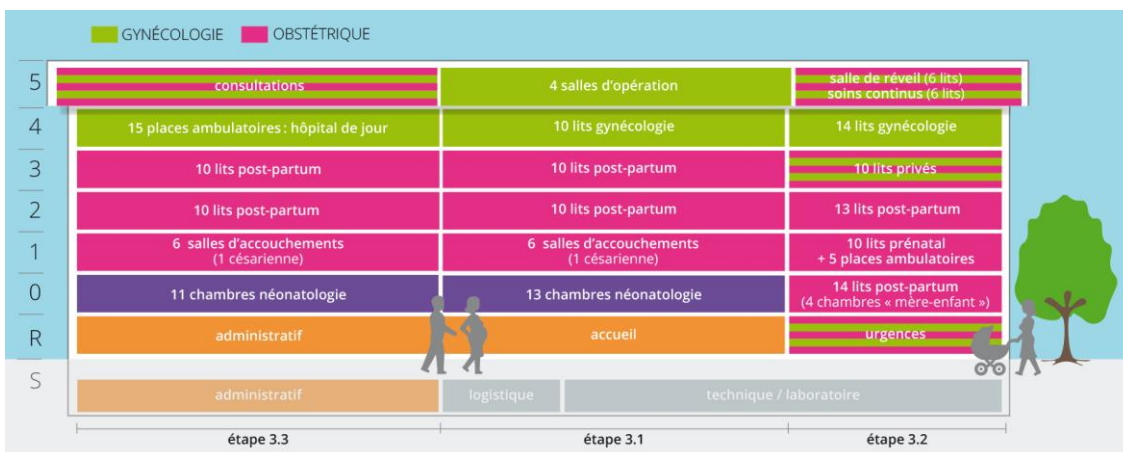 GYNÉCOLOGIE OBSTÉTRIQUE
5
consultations
4 salles d'opération
salle de réveil (6 lits)
soins continus (6 lits)
4
15 places ambulatoires : hôpital de jour
10 lits gynécologie
14 lits gynécologie
3
10 lits post-partum
10 lits post-partum
10 lits privés
2
10 lits post-partum
10 lits post-partum
13 lits post-partum
1
6 salles d'accouchements
(1 césarienne)
6 salles d'accouchements
(1 césarienne)
10 lits prénatal
+ 5 places ambulatoires
0
11 chambres néonatologie
13 chambres néonatologie
14 lits post-partum
(4 chambres « mère-enfant »)
R
administratif
accueil
urgences
S
administratif
logistique
technique / laboratoire
étape 3.3
étape 3.1
étape 3.2